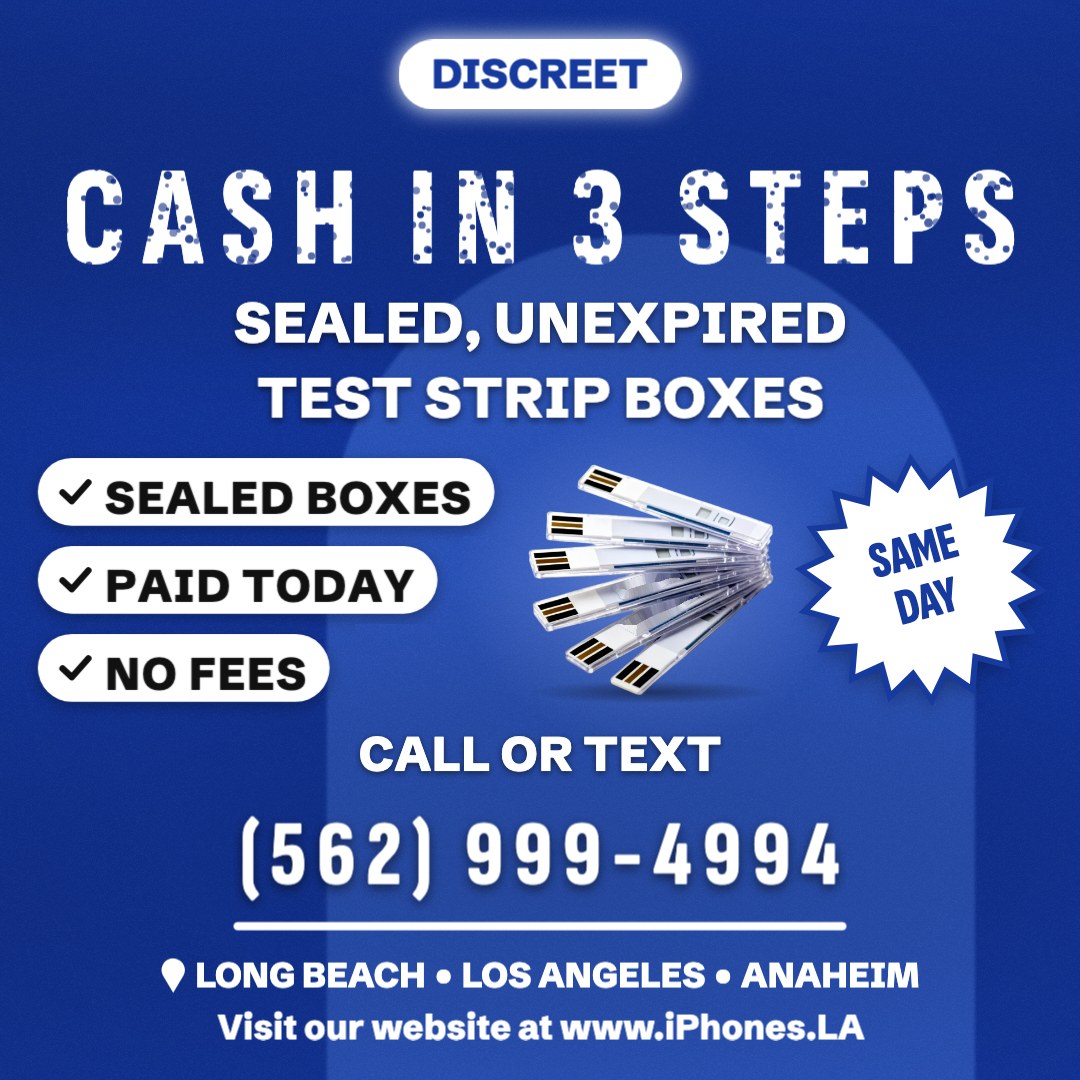 DISCREET
CASH IN 3 STEPS
SEALED, UNEXPIRED
TEST STRIP BOXES
✓ SEALED BOXES
✓ PAID TODAY
✓ NO FEES
SAME
DAY
CALL OR TEXT
(562) 999-4994
LONG BEACH • LOS ANGELES • ANAHEIM
Visit our website at www.iPhones.LA